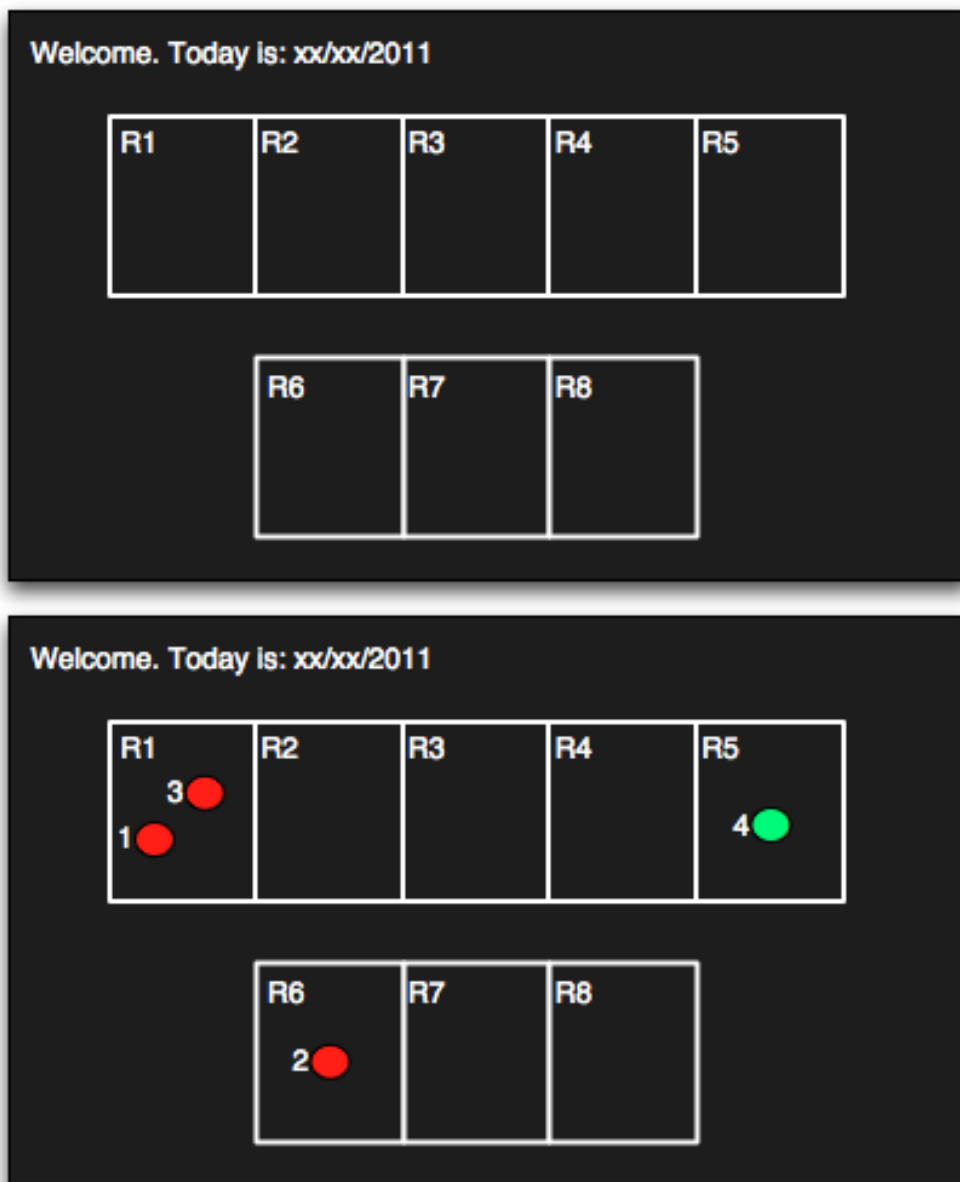 Welcome. Today is: xx/xx/2011
R1 R2 R3 R4 R5
R6 R7 R8
Welcome. Today is: xx/xx/2011
R1 R2 R3 R4 R5
3
4
1
R6 R7 R8
2